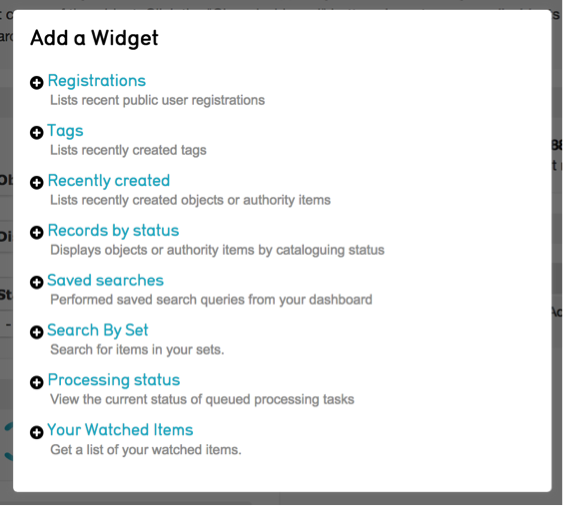 Add a Widget
Registrations
Lists recent public user registrations
Tags
Lists recently created tags
Recently created
Lists recently created objects or authority items
Records by status
Displays objects or authority items by cataloguing status
Saved searches
Performed saved search queries from your dashboard
Search By Set
Search for items in your sets.
Processing status
View the current status of queued processing tasks
Your Watched Items
Get a list of your watched items.